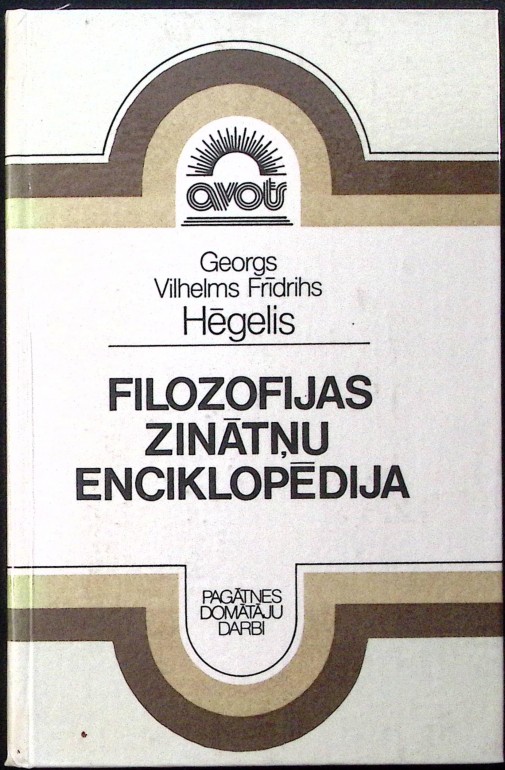 avots
Georgs
Vilhelms Frīdrihs
Hēgelis
FILOZOFIJAS
ZINĀTŅU
ENCIKLOPĒDIJA
PAGĀTNES
DOMĀTĀJU
DARBI